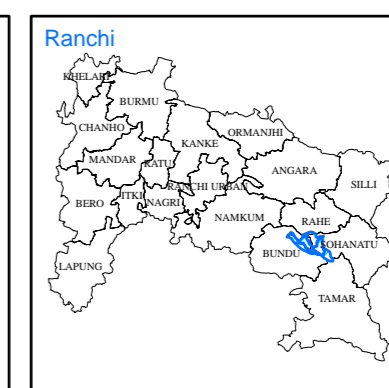 Ranchi
KHELARI
BURMU
CHANHO
ORMANJHI
KANKE
MANDAR
RATU
ANGARA
SILLI
RANCHI URBAN
ITKI
BERO
NAGRI
NAMKUM
RAHE
SOHANATU
BUNDU
LAPUNG
TAMAR